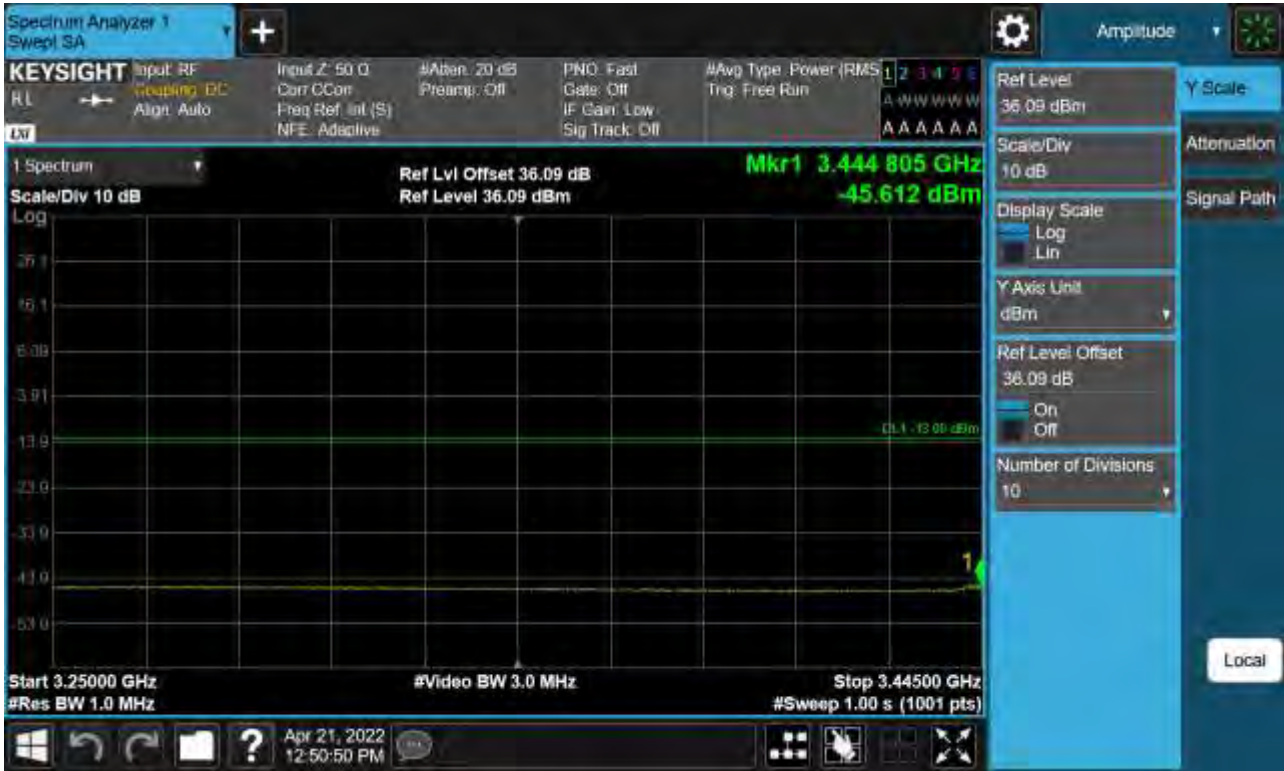 Spectrum Analyzer 1
Swept SA
Amplitude
KEYSIGHT
RL
LXI
Input: RF
Coupling: DC
Align: Auto
Input Z: 50 Ω
Corr CCorr
Freq Ref: Int (S)
NFE: Adaptive
#Atten: 20 dB
Preamp: Off
PNO: Fast
Gate: Off
IF Gain: Low
Sig Track: Off
#Avg Type: Power (RMS
Trig: Free Run
1 2 3 4 5 6
A W W W W W
A A A A A A
1 Spectrum
Scale/Div 10 dB
Log
Ref Lvl Offset 36.09 dB
Ref Level 36.09 dBm
Mkr1 3.444 805 GHz
-45.612 dBm
26.1
16.1
6.09
-3.91
-13.9
-23.9
-33.9
-43.9
-53.9
1
Start 3.25000 GHz
#Res BW 1.0 MHz
#Video BW 3.0 MHz
Stop 3.44500 GHz
#Sweep 1.00 s (1001 pts)
Ref Level
36.09 dBm
Scale/Div
10 dB
Display Scale
Log
Lin
Y Axis Unit
dBm
Ref Level Offset
36.09 dB
On
Off
Number of Divisions
10
Y Scale
Attenuation
Signal Path
Local
?
Apr 21, 2022
12:50:50 PM